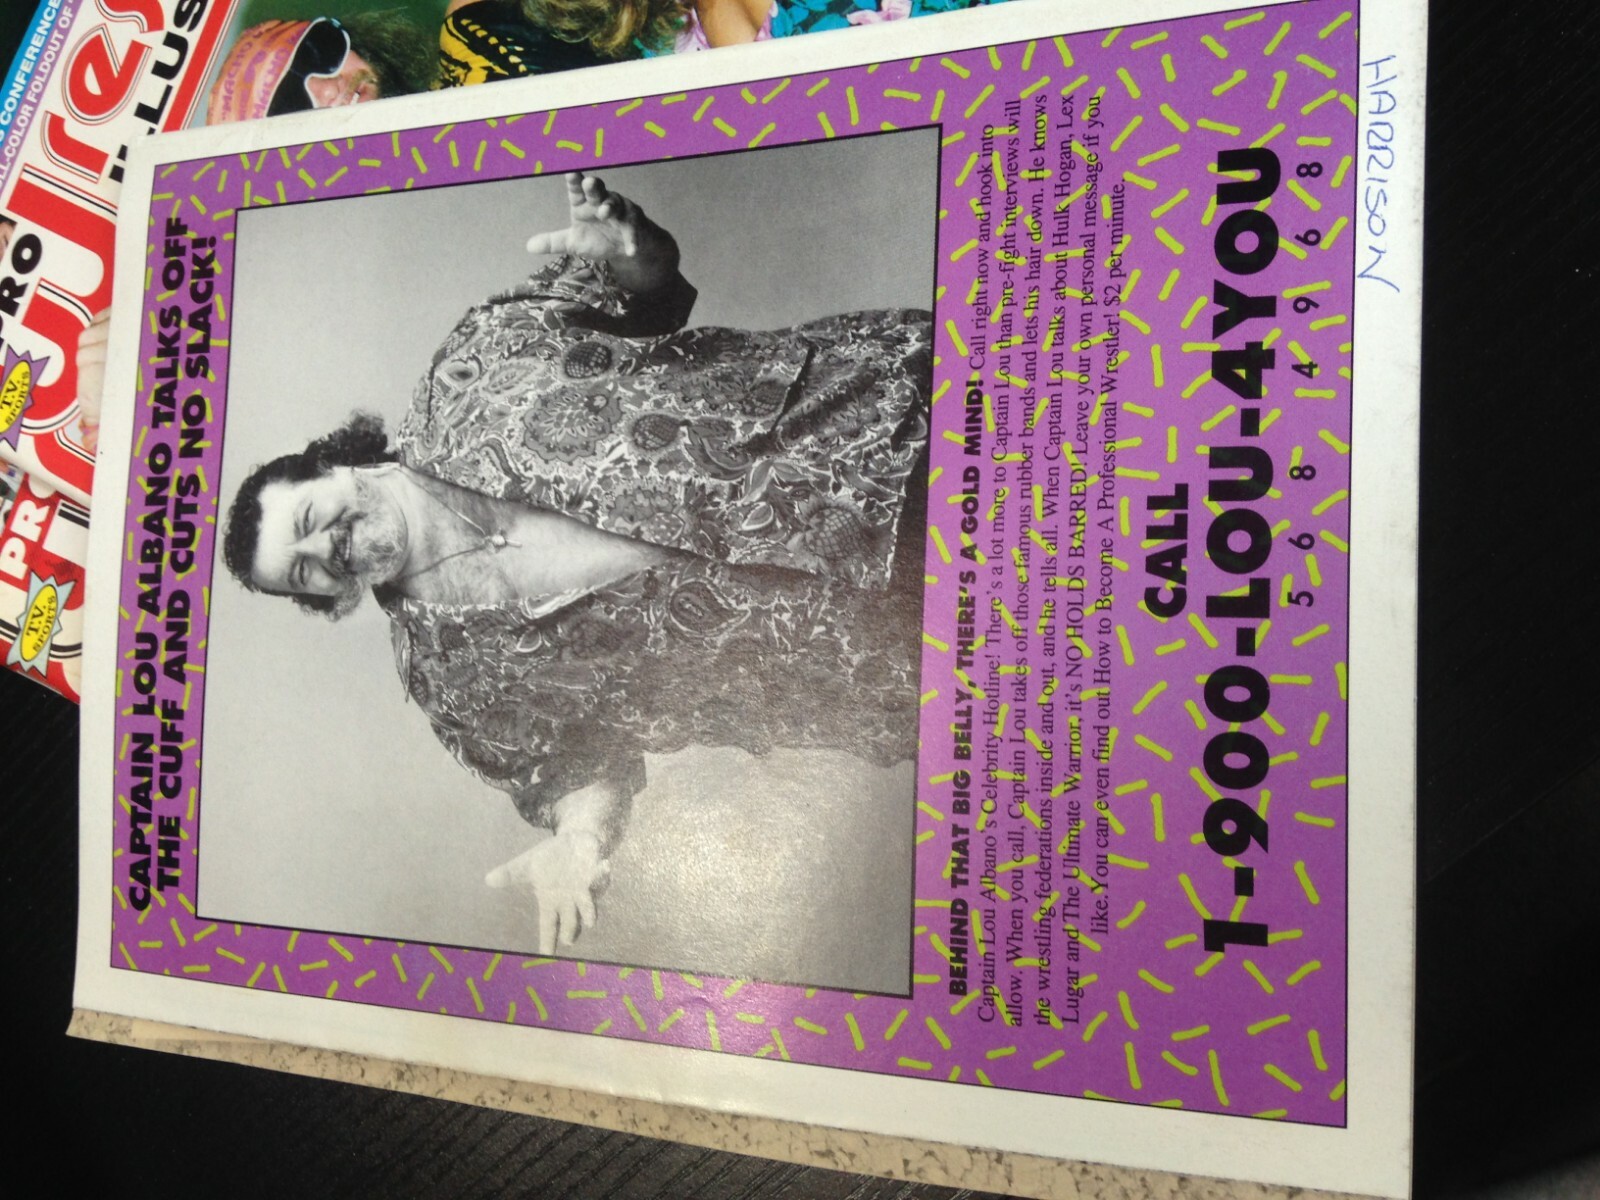 CAPTAIN LOU ALBANO TALKS OFF
THE CUFF AND CUTS NO SLACK!
BEHIND THAT BIG BELLY, THERE'S A GOLD MIND! Call right now and hook into
Captain Lou Albano's Celebrity Hotline! There's a lot more to Captain Lou than pre-fight interviews will
allow. When you call, Captain Lou takes off those famous rubber bands and lets his hair down. He knows
the wrestling federations inside and out, and he tells all. When Captain Lou talks about Hulk Hogan, Lex
Lugar and The Ultimate Warrior, it's NO HOLDS BARRED! Leave your own personal message if you
like. You can even find out How to Become A Professional Wrestler! $2 per minute.
CALL
1-900-LOU-4YOU
5 6 8 4 9 6 8
HARRISON
PRO
T.V. SPORTS
PRO
T.V. SPORTS